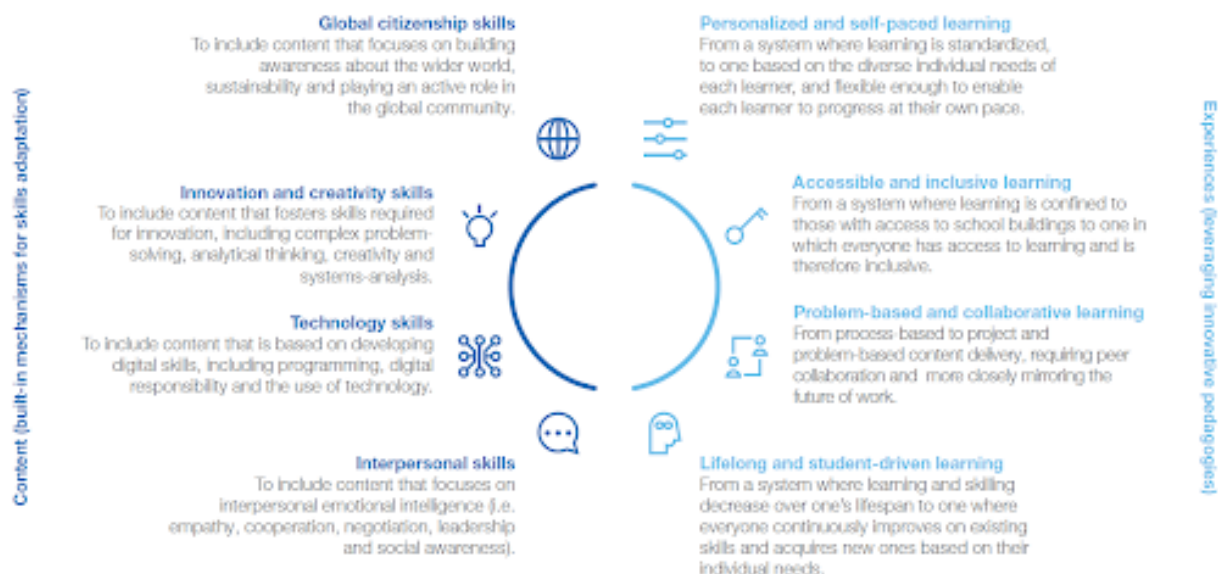 Content (built-in mechanisms for skills adaptation)
Global citizenship skills
To include content that focuses on building
awareness about the wider world,
sustainability and playing an active role in
the global community.
Innovation and creativity skills
To include content that fosters skills required
for innovation, including complex problem-
solving, analytical thinking, creativity and
systems-analysis.
Technology skills
To include content that is based on developing
digital skills, including programming, digital
responsibility and the use of technology.
Interpersonal skills
To include content that focuses on
interpersonal emotional intelligence (i.e.
empathy, cooperation, negotiation, leadership
and social awareness).
Personalized and self-paced learning
From a system where learning is standardized,
to one based on the diverse individual needs of
each learner, and flexible enough to enable
each learner to progress at their own pace.
Accessible and inclusive learning
From a system where learning is confined to
those with access to school buildings to one in
which everyone has access to learning and is
therefore inclusive.
Problem-based and collaborative learning
From process-based to project and
problem-based content delivery, requiring peer
collaboration and more closely mirroring the
future of work.
Lifelong and student-driven learning
From a system where learning and skilling
decrease over one's lifespan to one where
everyone continuously improves on existing
skills and acquires new ones based on their
individual needs.
Experiences (leveraging innovative pedagogies)